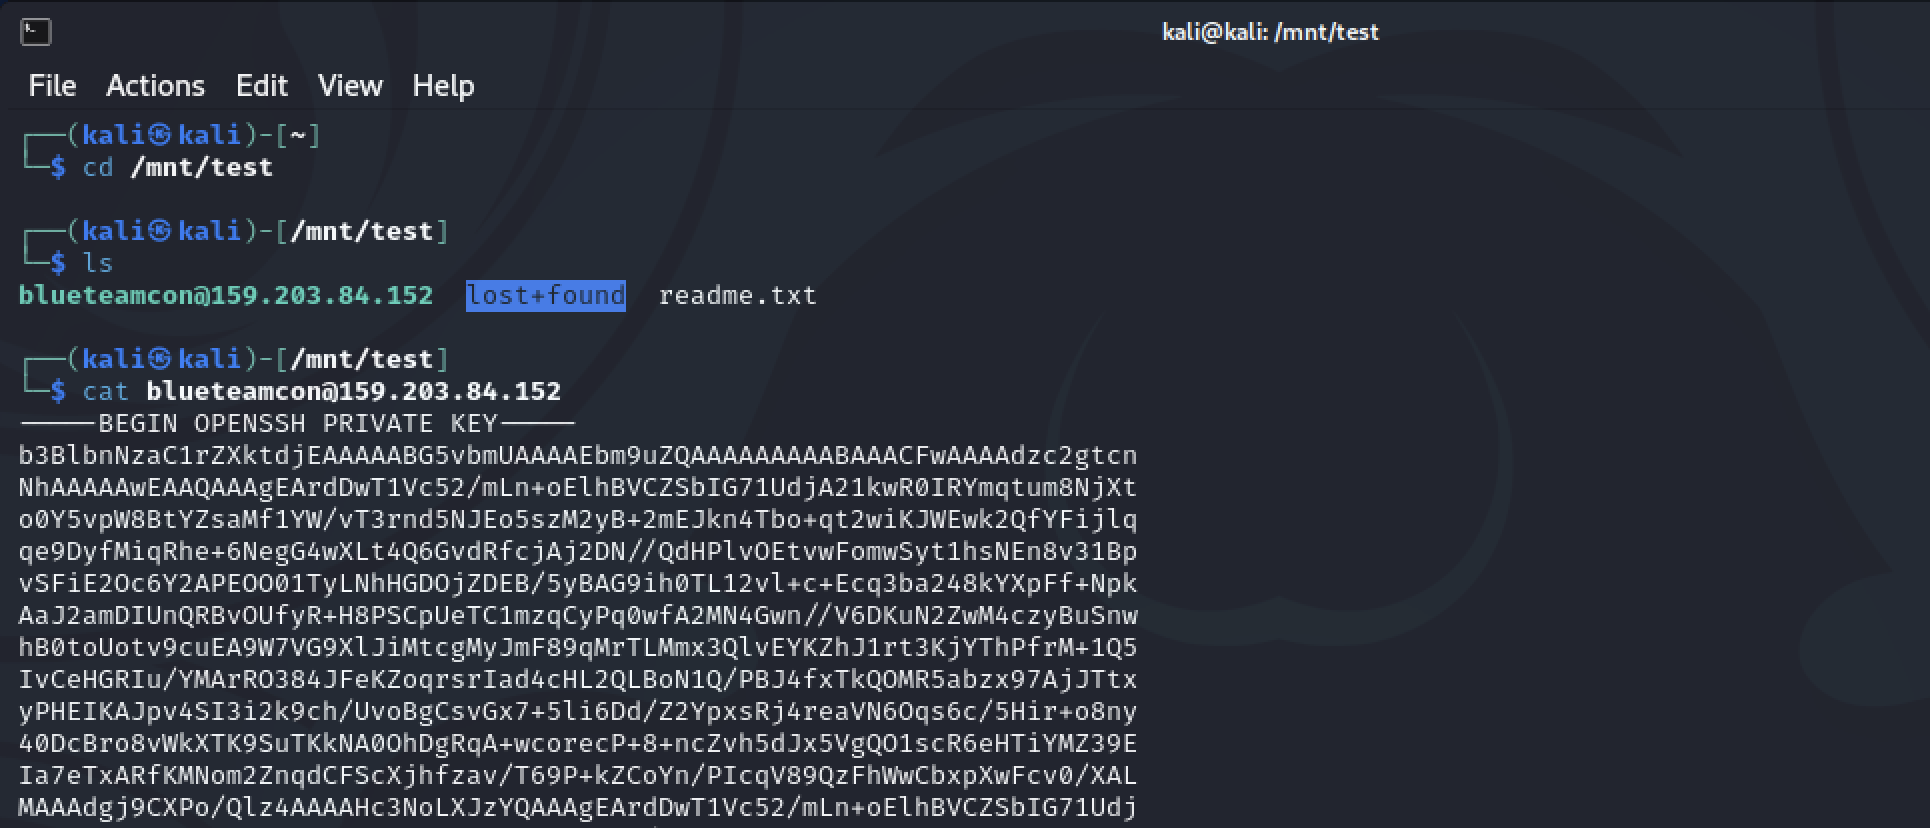 kali@kali: /mnt/test
File Actions Edit View Help
┌──(kali㉿kali)-[~]
└─$ cd /mnt/test
┌──(kali㉿kali)-[/mnt/test]
└─$ ls
blueteamcon@159.203.84.152 lost+found readme.txt
┌──(kali㉿kali)-[/mnt/test]
└─$ cat blueteamcon@159.203.84.152
-----BEGIN OPENSSH PRIVATE KEY-----
b3BlbnNzaC1rZXktdjEAAAAABG5vbmUAAAAEbm9uZQAAAAAAAAABAAACFwAAAAdzc2gtcn
NhAAAAAwEAAQAAAgEArdDwT1Vc52/mLn+oElhBVCZSbIG71UdjA21kwR0IRYmqtum8NjXt
o0Y5vpW8BtYZsaMf1YW/vT3rnd5NJEo5szM2yB+2mEJkn4Tbo+qt2wiKJWEwk2QfYFijlq
qe9DyfMiqRhe+6NegG4wXLt4Q6GvdRfcjAj2DN//QdHPlvOEtvwFomwSyt1hsNEn8v31Bp
vSFiE2Oc6Y2APEOO01TyLNhHGDOjZDEB/5yBAG9ih0TL12vl+c+Ecq3ba248kYXpFf+Npk
AaJ2amDIUnQRBvOUfyR+H8PSCpUeTC1mzqCyPq0wfA2MN4Gwn//V6DKuN2ZwM4czyBuSnw
hB0toUotv9cuEA9W7VG9XlJiMtcgMyJmF89qMrTLMmx3QlvEYKZhJ1rt3KjYThPfrM+1Q5
IvCeHGRIu/YMArRO384JFeKZoqrsrIad4cHL2QLBoN1Q/PBJ4fxTkQOMR5abzx97AjJTtx
yPHEIKAJpv4SI3i2k9ch/UvoBgCsvGx7+5li6Dd/Z2YpxsRj4reaVN6Oqs6c/5Hir+o8ny
40DcBro8vWkXTK9SuTKkNA0OhDgRqA+wcorecP+8+ncZvh5dJx5VgQO1scR6eHTiYMZ39E
Ia7eTxARfKMNom2ZnqdCFScXjhfzav/T69P+kZCoYn/PIcqV89QzFhWwCbxpXwFcv0/XAL
MAAAdgj9CXPo/Qlz4AAAAHc3NoLXJzYQAAAgEArdDwT1Vc52/mLn+oElhBVCZSbIG71Udj